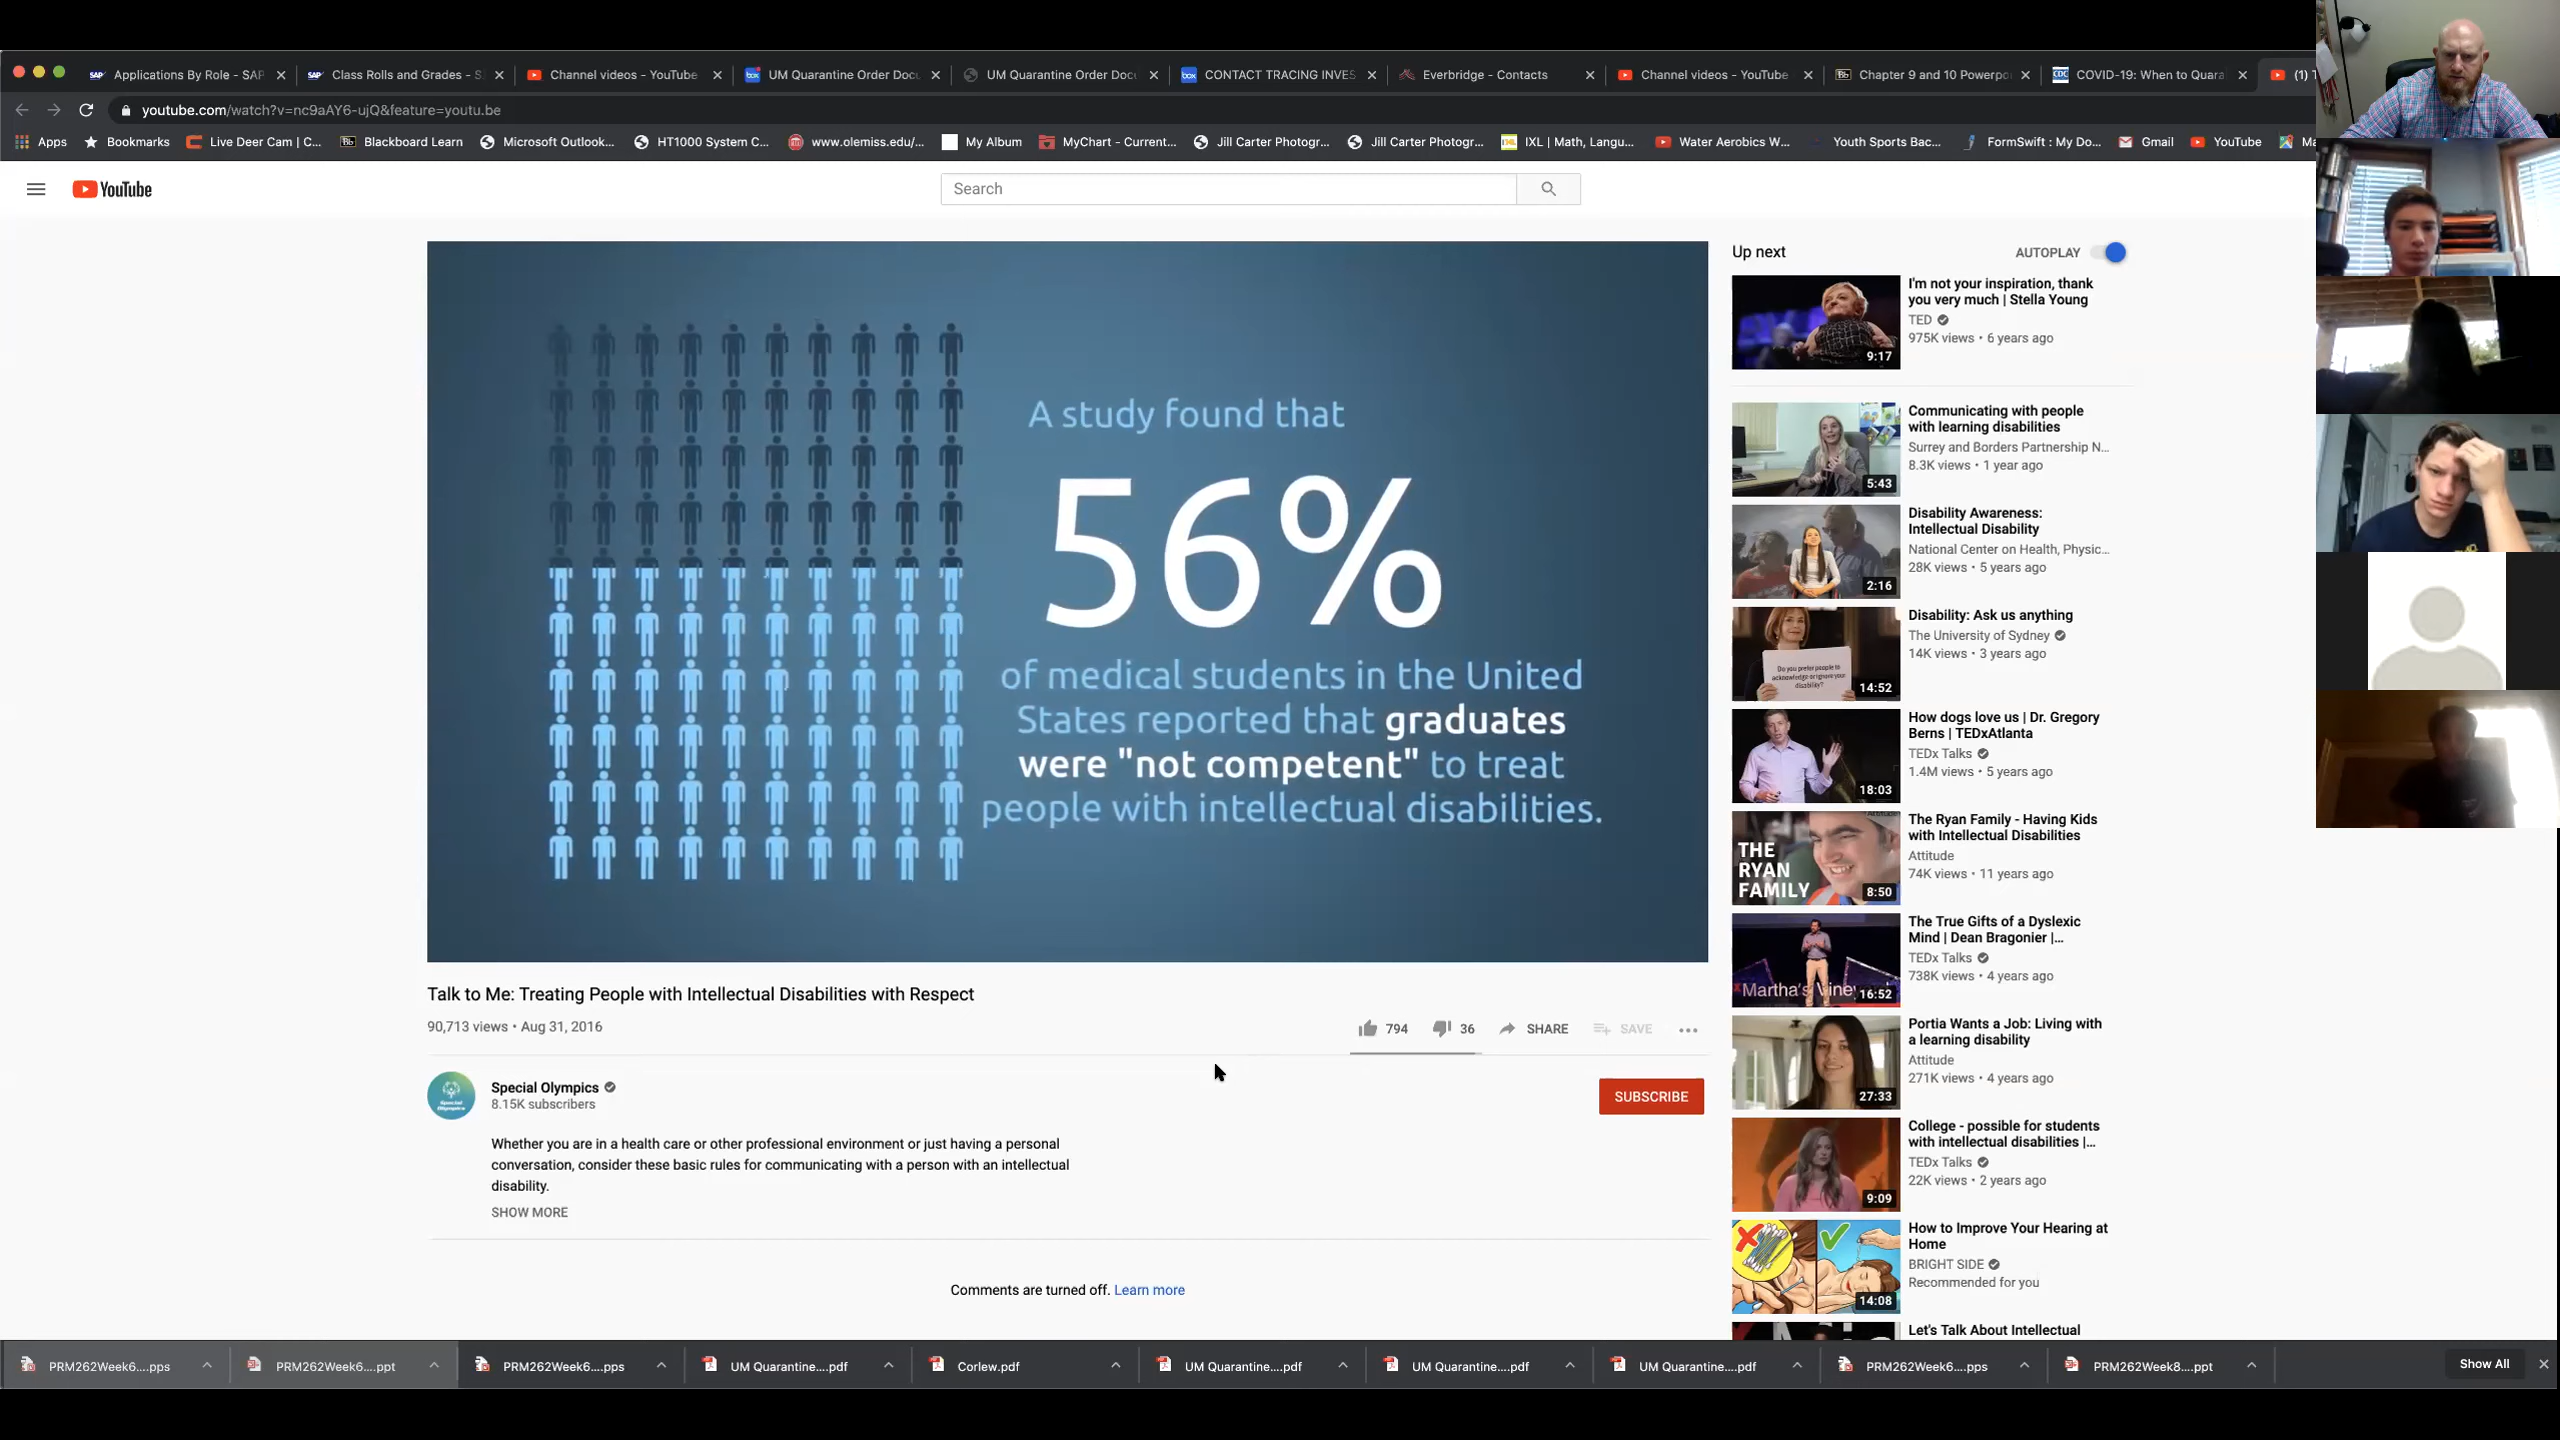 Applications By Role - SAP
Class Rolls and Grades - S
Channel videos - YouTube
UM Quarantine Order Docu
UM Quarantine Order Docu
CONTACT TRACING INVES
Everbridge - Contacts
Channel videos - YouTube
Chapter 9 and 10 Powerpo
COVID-19: When to Quara
(1) T
youtube.com/watch?v=nc9aAY6-ujQ&feature=youtu.be
Apps
Bookmarks
Live Deer Cam | C...
Blackboard Learn
Microsoft Outlook...
HT1000 System C...
www.olemiss.edu/...
My Album
MyChart - Current...
Jill Carter Photogr...
Jill Carter Photogr...
IXL | Math, Langu...
Water Aerobics W...
Youth Sports Bac...
FormSwift : My Do...
Gmail
YouTube
Ma
YouTube
Search
A study found that
56%
of medical students in the United
States reported that graduates
were "not competent" to treat
people with intellectual disabilities.
Talk to Me: Treating People with Intellectual Disabilities with Respect
90,713 views • Aug 31, 2016
794
36
SHARE
SAVE
Special Olympics
8.15K subscribers
SUBSCRIBE
Whether you are in a health care or other professional environment or just having a personal
conversation, consider these basic rules for communicating with a person with an intellectual
disability.
SHOW MORE
Comments are turned off. Learn more
Up next
AUTOPLAY
I'm not your inspiration, thank
you very much | Stella Young
TED
975K views • 6 years ago
9:17
Communicating with people
with learning disabilities
Surrey and Borders Partnership N...
8.3K views • 1 year ago
5:43
Disability Awareness:
Intellectual Disability
National Center on Health, Physic...
28K views • 5 years ago
2:16
Disability: Ask us anything
The University of Sydney
14K views • 3 years ago
Do you prefer people to
acknowledge or ignore your
disability?
14:52
How dogs love us | Dr. Gregory
Berns | TEDxAtlanta
TEDx Talks
1.4M views • 5 years ago
18:03
The Ryan Family - Having Kids
with Intellectual Disabilities
Attitude
74K views • 11 years ago
Attitude
THE
RYAN
FAMILY
8:50
The True Gifts of a Dyslexic
Mind | Dean Bragonier |...
TEDx Talks
738K views • 4 years ago
Martha's Vine
16:52
Portia Wants a Job: Living with
a learning disability
Attitude
271K views • 4 years ago
27:33
College - possible for students
with intellectual disabilities |...
TEDx Talks
22K views • 2 years ago
9:09
How to Improve Your Hearing at
Home
BRIGHT SIDE
Recommended for you
14:08
Let's Talk About Intellectual
PRM262Week6....pps
PRM262Week6....ppt
PRM262Week6....pps
UM Quarantine....pdf
Corlew.pdf
UM Quarantine....pdf
UM Quarantine....pdf
UM Quarantine....pdf
PRM262Week6....pps
PRM262Week8....ppt
Show All